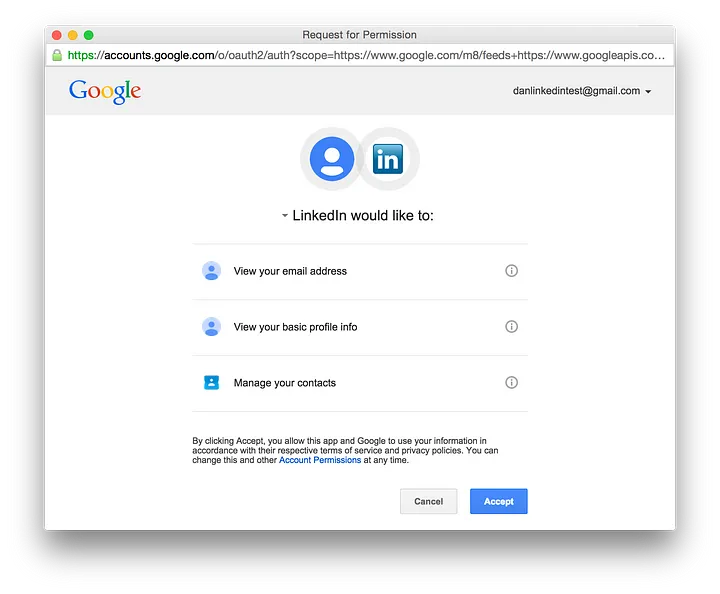 Request for Permission
https://accounts.google.com/o/oauth2/auth?scope=https://www.google.com/m8/feeds+https://www.googleapis.co...
Google
danlinkedintest@gmail.com
in
LinkedIn would like to:
View your email address
View your basic profile info
Manage your contacts
By clicking Accept, you allow this app and Google to use your information in
accordance with their respective terms of service and privacy policies. You can
change this and other Account Permissions at any time.
Cancel
Accept